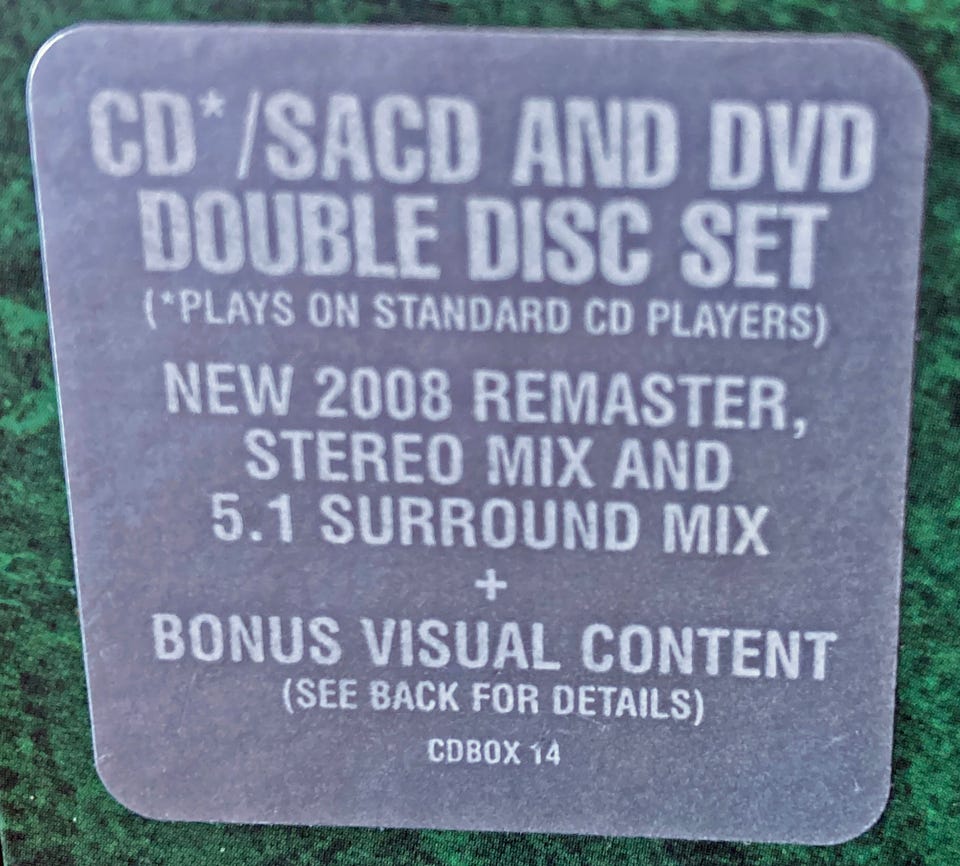 CD*/SACD AND DVD
DOUBLE DISC SET
(*PLAYS ON STANDARD CD PLAYERS)
NEW 2008 REMASTER,
STEREO MIX AND
5.1 SURROUND MIX
+
BONUS VISUAL CONTENT
(SEE BACK FOR DETAILS)
CDBOX 14